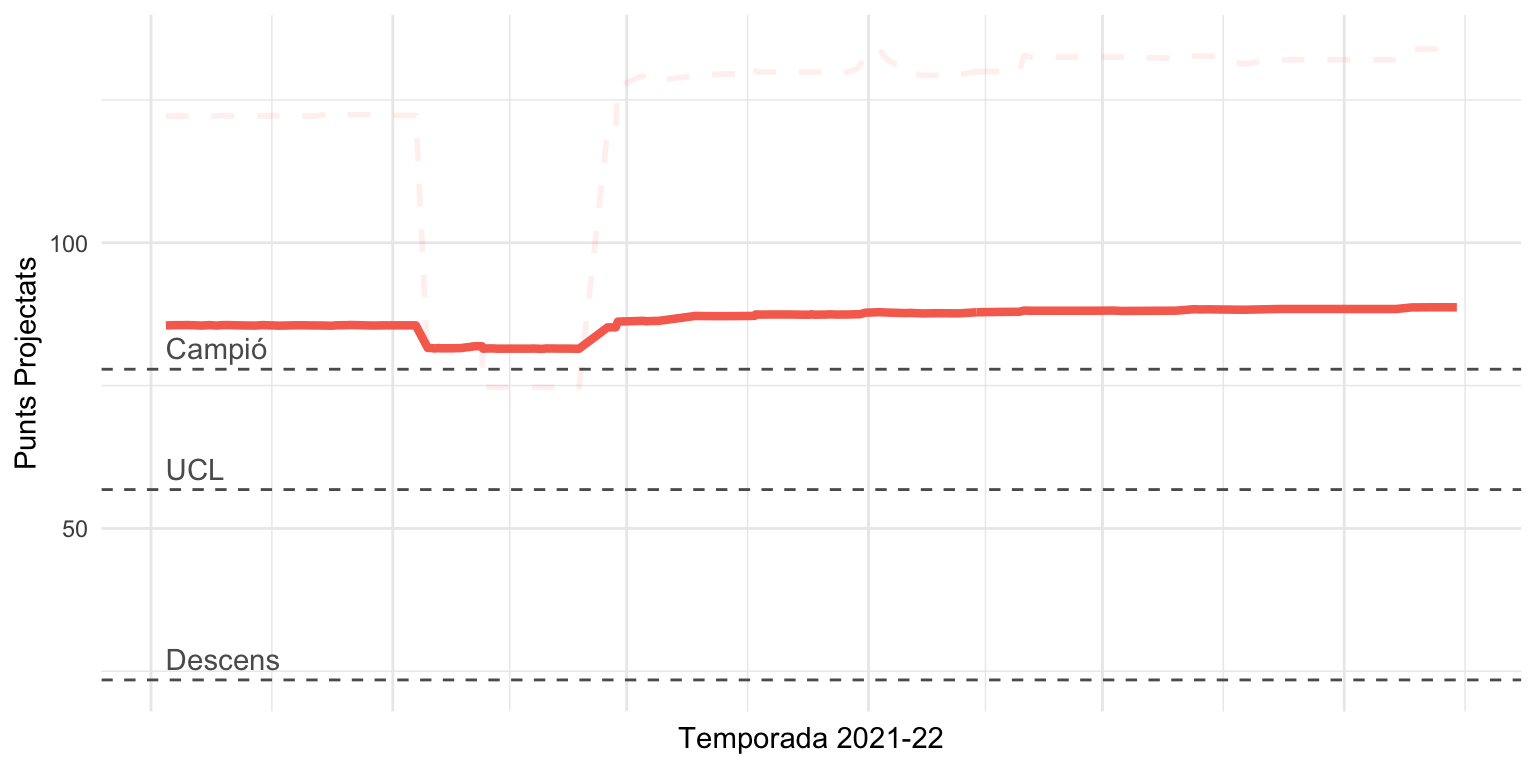 100
Campió
UCL
50
Descens
Punts Projectats
Temporada 2021-22